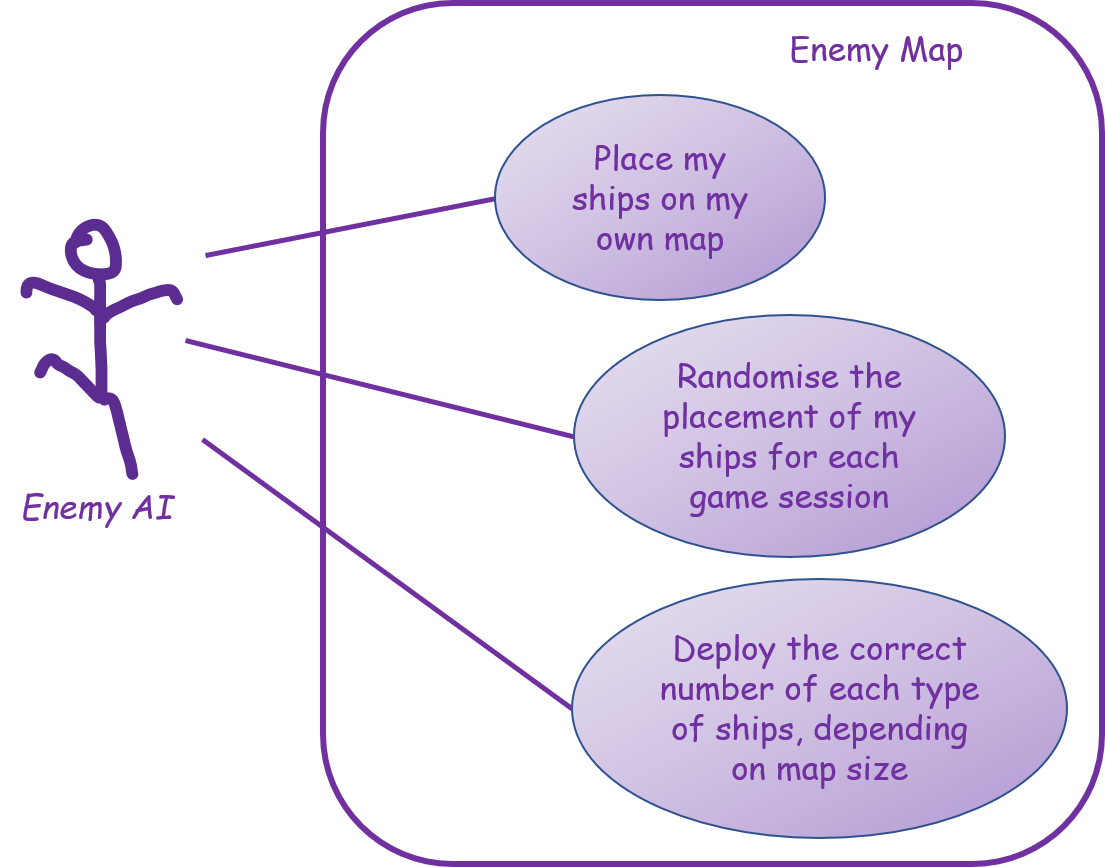 Enemy Map
Place my
ships on my
own map
Randomise the
placement of my
ships for each
game session
Enemy AI
Deploy the correct
number of each type
of ships, depending
on map size